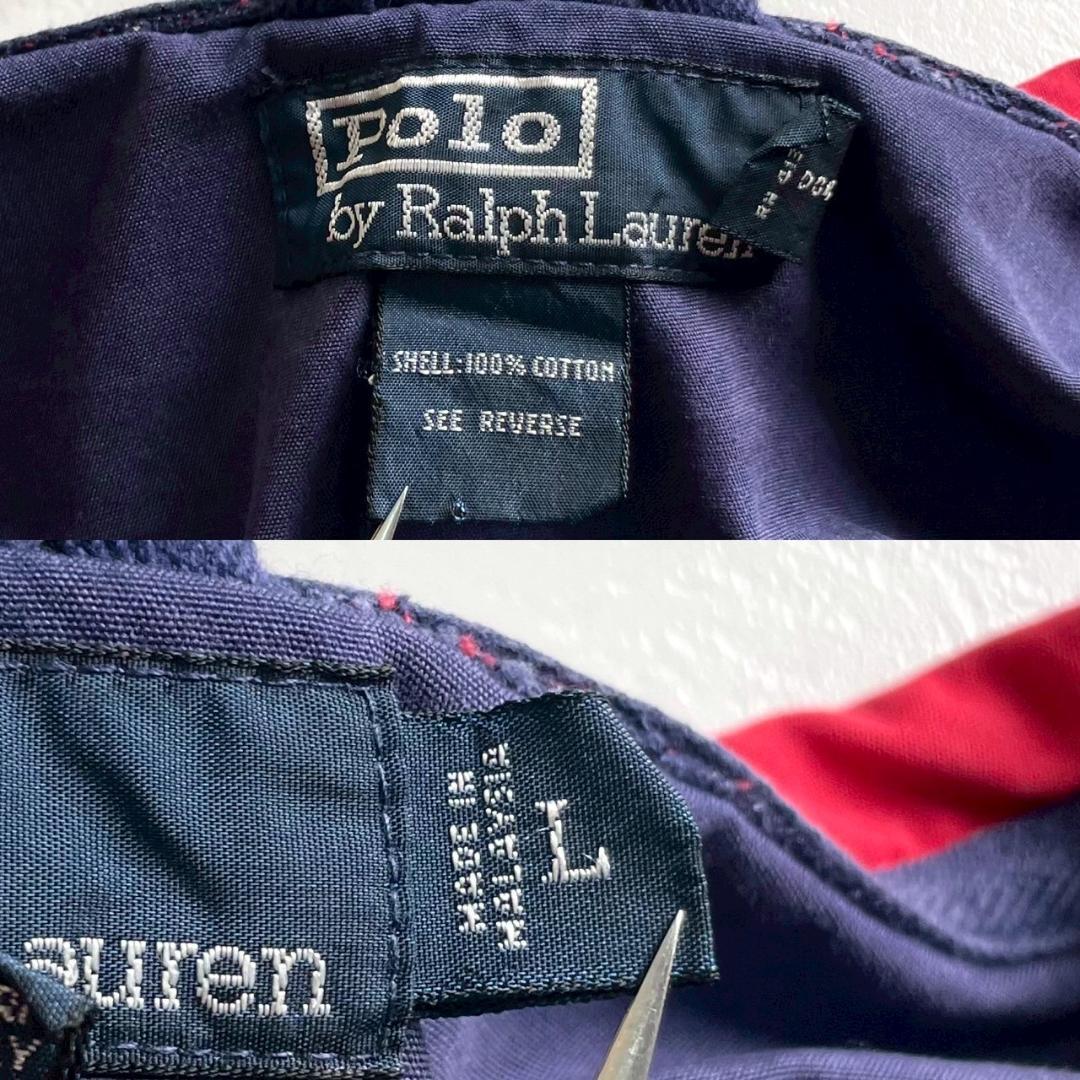 Polo
by Ralph Lauren
SHELL:100% COTTON
SEE REVERSE
auren
MADE IN
MALAYSIA
L